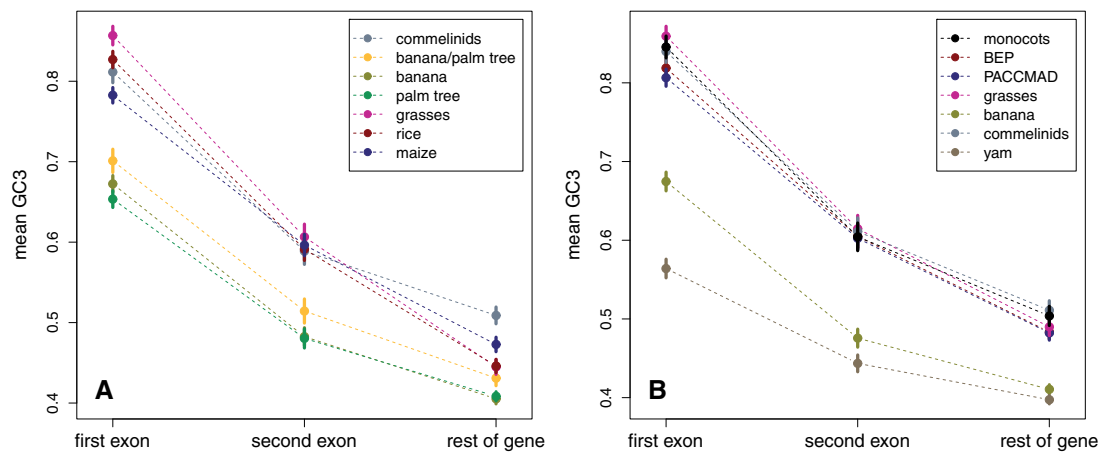 mean GC3
0.8
0.7
0.6
0.5
0.4
commelinids
banana/palm tree
banana
palm tree
grasses
rice
maize
A
first exon
second exon
rest of gene
mean GC3
0.8
0.7
0.6
0.5
0.4
monocots
BEP
PACCMAD
grasses
banana
commelinids
yam
B
first exon
second exon
rest of gene